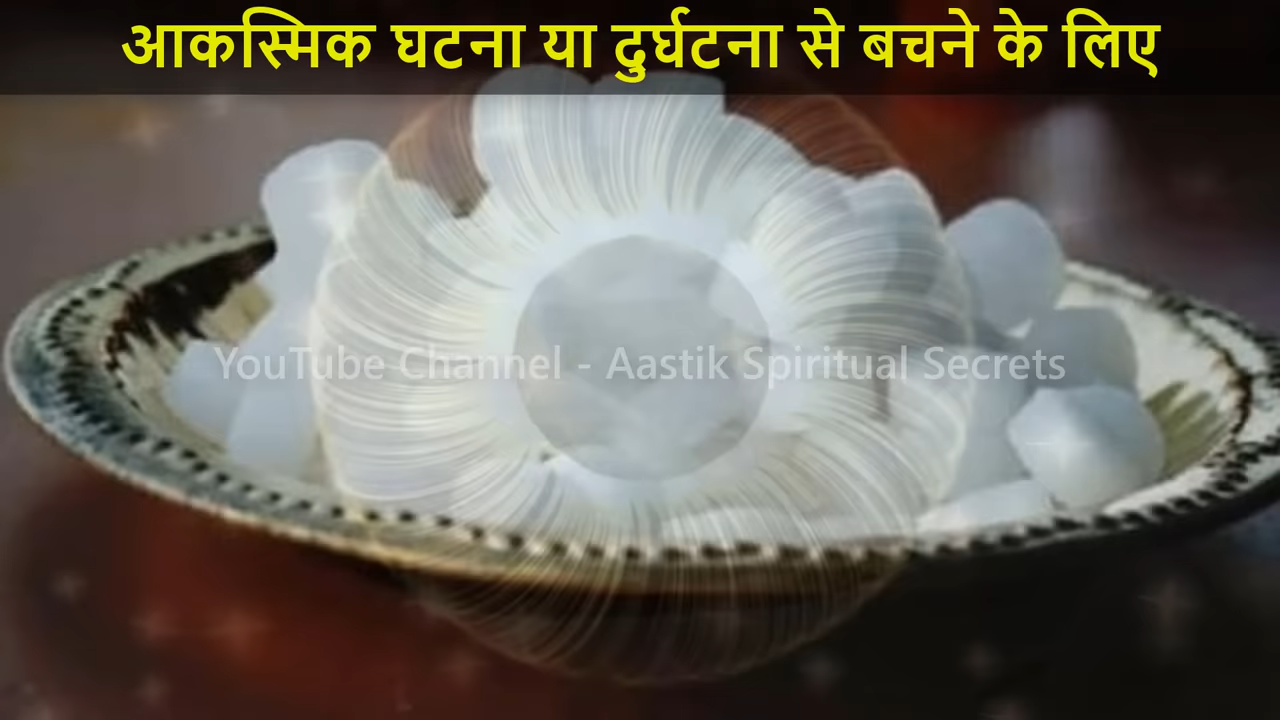 आकस्मिक घटना या दुर्घटना से बचने के लिए
YouTube Channel - Aastik Spiritual Secrets